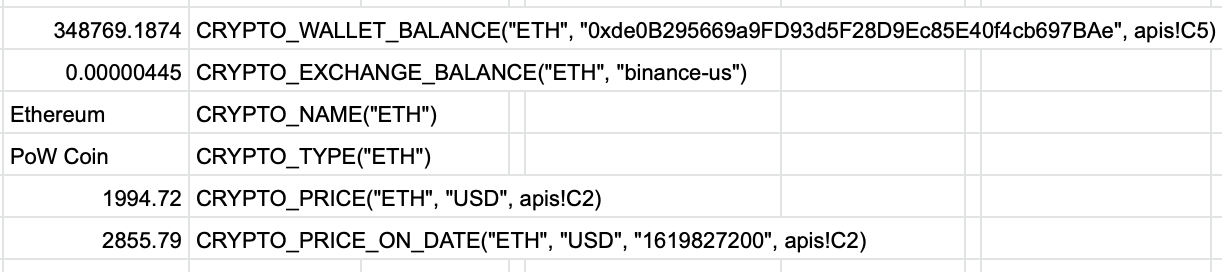 348769.1874 CRYPTO_WALLET_BALANCE("ETH", "0xde0B295669a9FD93d5F28D9Ec85E40f4cb697BAe", apis!C5)
0.00000445 CRYPTO_EXCHANGE_BALANCE("ETH", "binance-us")
Ethereum CRYPTO_NAME("ETH")
PoW Coin CRYPTO_TYPE("ETH")
1994.72 CRYPTO_PRICE("ETH", "USD", apis!C2)
2855.79 CRYPTO_PRICE_ON_DATE("ETH", "USD", "1619827200", apis!C2)